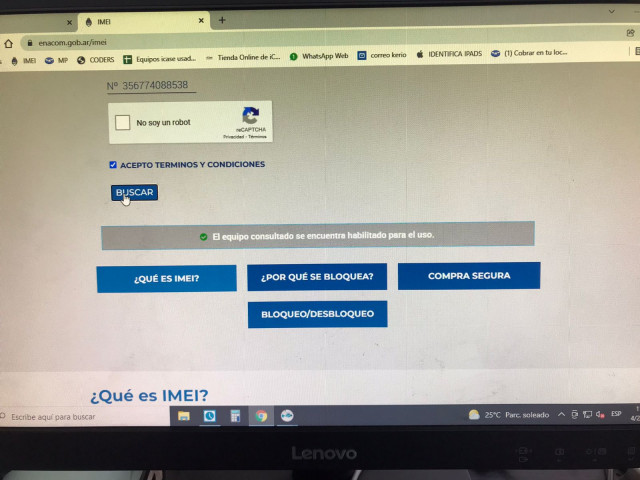 IMEI
enacom.gob.ar/imei
IMEI MP CODERS Equipos icase usad... Tienda Online de iC... WhatsApp Web correo kerio IDENTIFICA IPADS (1) Cobrar en tu loc...
Nº 356774088538
No soy un robot
reCAPTCHA
Privacidad - Términos
ACEPTO TERMINOS Y CONDICIONES
BUSCAR
El equipo consultado se encuentra habilitado para el uso.
¿QUÉ ES IMEI? ¿POR QUÉ SE BLOQUEA? COMPRA SEGURA
BLOQUEO/DESBLOQUEO
¿Qué es IMEI?
Escribe aquí para buscar
25°C Parc. soleado ESP
Lenovo